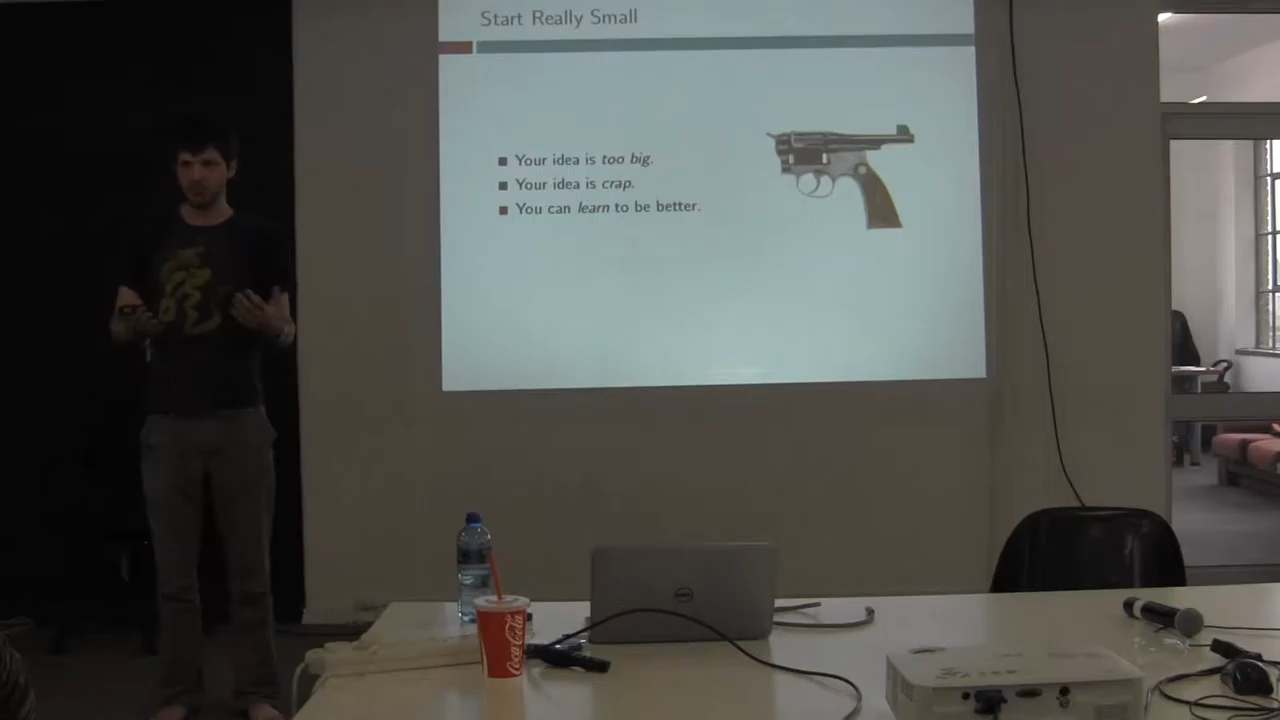 Start Really Small
Your idea is too big.
Your idea is crap.
You can learn to be better.
Coca-Cola
DELL